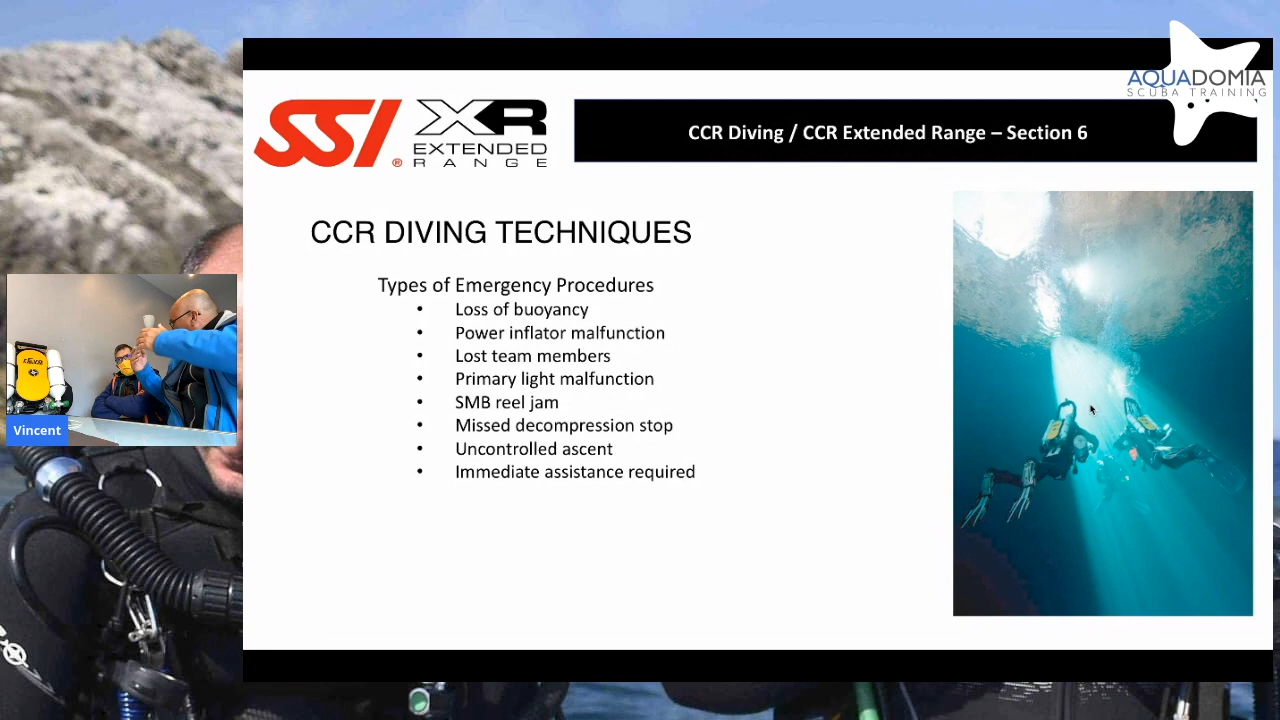 AQUADOMIA
SCUBA TRAINING
SSI®
XR
EXTENDED
RANGE
CCR Diving / CCR Extended Range – Section 6
CCR DIVING TECHNIQUES
Types of Emergency Procedures
• Loss of buoyancy
• Power inflator malfunction
• Lost team members
• Primary light malfunction
• SMB reel jam
• Missed decompression stop
• Uncontrolled ascent
• Immediate assistance required
Vincent